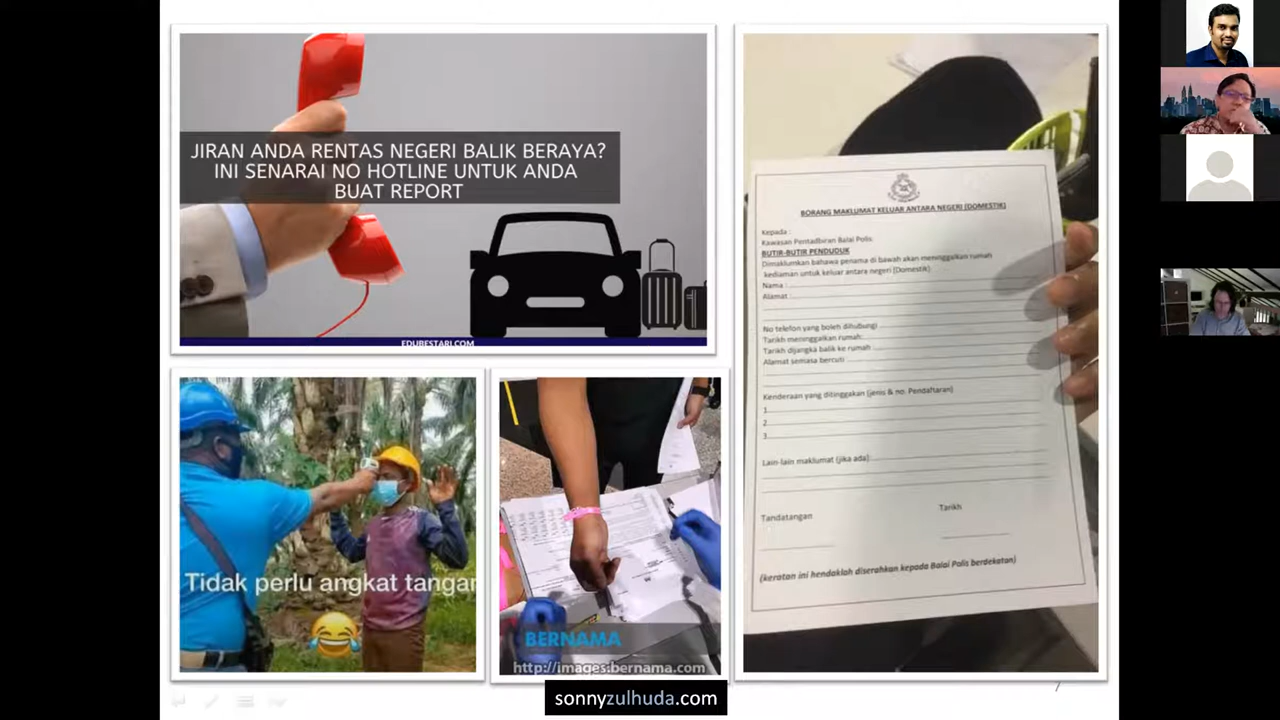 JIRAN ANDA RENTAS NEGERI BALIK BERAYA?
INI SENARAI NO HOTLINE UNTUK ANDA
BUAT REPORT
EDUBESTARI.COM
Tidak perlu angkat tangan
BERNAMA
http://images.bernama.com
BORANG MAKLUMAT KELUAR ANTARA NEGERI (DOMESTIK)
Kepada :
Kawasan Pentadbiran Balai Polis:
BUTIR-BUTIR PENDUDUK
Dimaklumkan bahawa penama di bawah akan meninggalkan rumah
kediaman untuk keluar antara negeri (Domestik)
Nama :
Alamat :
No telefon yang boleh dihubungi
Tarikh meninggalkan rumah:
Tarikh dijangka balik ke rumah
Alamat semasa bercuti
Kenderaan yang ditinggakan (jenis & no. Pendaftaran)
1.
2.
3.
Lain-lain maklumat (jika ada):
Tandatangan
Tarikh
(keratan ini hendaklah diserahkan kepada Balai Polis berdekatan)
7
sonnyzulhuda.com